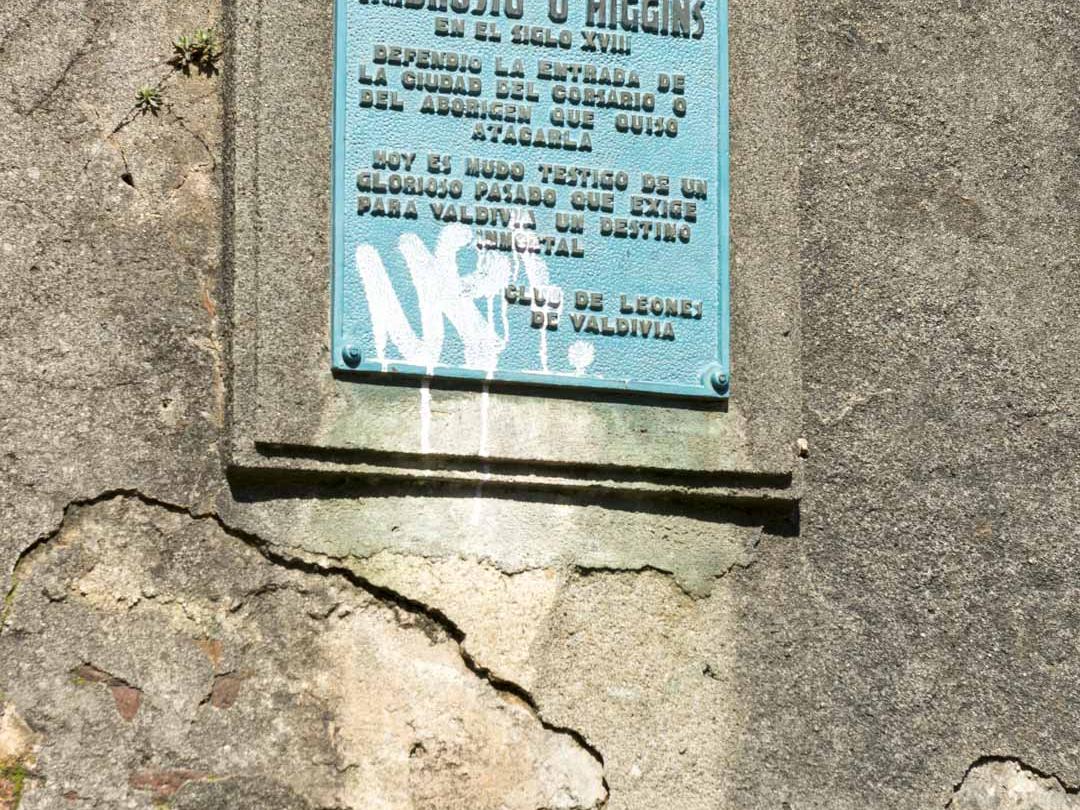 AMBROSIO O'HIGGINS
EN EL SIGLO XVIII
DEFENDIO LA ENTRADA DE
LA CIUDAD DEL CORSARIO O
DEL ABORIGEN QUE QUISO
ATACARLA
HOY ES MUDO TESTIGO DE UN
GLORIOSO PASADO QUE EXIGE
PARA VALDIVIA UN DESTINO
INMORTAL
CLUB DE LEONES
DE VALDIVIA